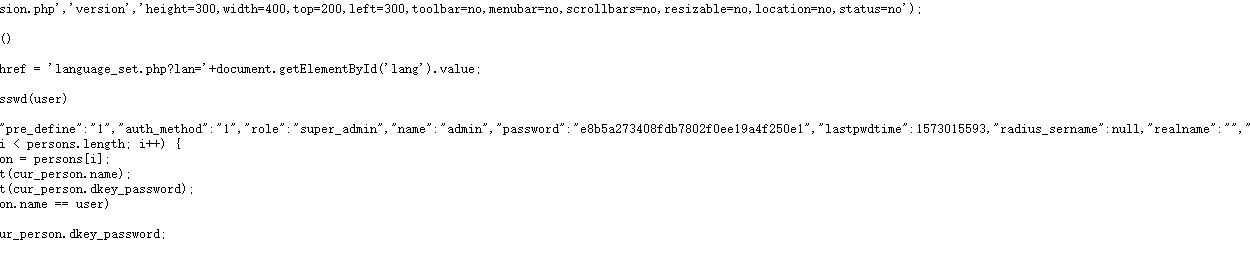 sion.php','version','height=300,width=400,top=200,left=300,toolbar=no,menubar=no,scrollbars=no,resizable=no,location=no,status=no');
()
href = 'language_set.php?lan='+document.getElementById('lang').value;
sswd(user)
"pre_define":"1","auth_method":"1","role":"super_admin","name":"admin","password":"e8b5a273408fdb7802f0ee19a4f250e1","lastpwdtime":1573015593,"radius_sername":null,"realname":"","
i < persons.length; i++) {
on = persons[i];
t(cur_person.name);
t(cur_person.dkey_password);
on.name == user)
ur_person.dkey_password;